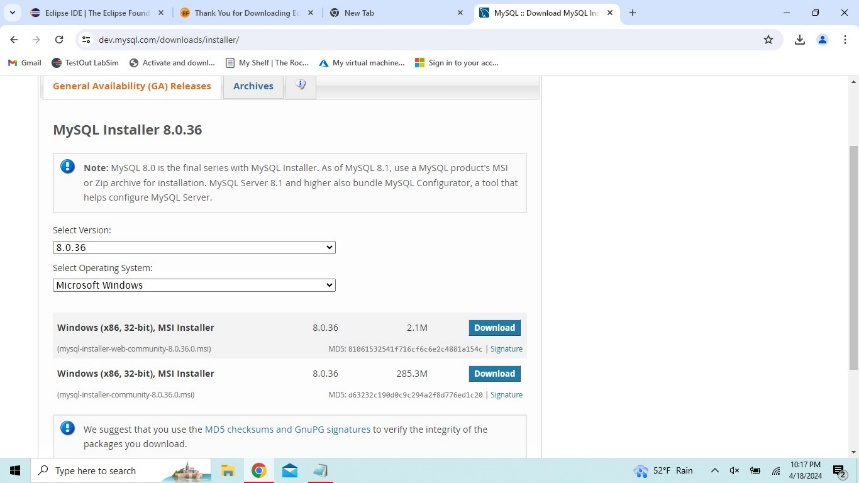 Eclipse IDE | The Eclipse Found
Thank You for Downloading Ec
New Tab
MySQL :: Download MySQL Ins
dev.mysql.com/downloads/installer/
Gmail
TestOut LabSim
Activate and downl...
My Shelf | The Roc...
My virtual machine...
Sign in to your acc...
General Availability (GA) Releases
Archives
MySQL Installer 8.0.36
Note: MySQL 8.0 is the final series with MySQL Installer. As of MySQL 8.1, use a MySQL product's MSI
or Zip archive for installation. MySQL Server 8.1 and higher also bundle MySQL Configurator, a tool that
helps configure MySQL Server.
Select Version:
8.0.36
Select Operating System:
Microsoft Windows
Windows (x86, 32-bit), MSI Installer 8.0.36 2.1M Download
(mysql-installer-web-community-8.0.36.0.msi) MD5: 81061532541f716cf6c6e2c4881a154c | Signature
Windows (x86, 32-bit), MSI Installer 8.0.36 285.3M Download
(mysql-installer-community-8.0.36.0.msi) MD5: d63232c190d0c9c294a2f8d776ed1c20 | Signature
We suggest that you use the MD5 checksums and GnuPG signatures to verify the integrity of the
packages you download.
Type here to search
52°F Rain
10:17 PM
4/18/2024
2